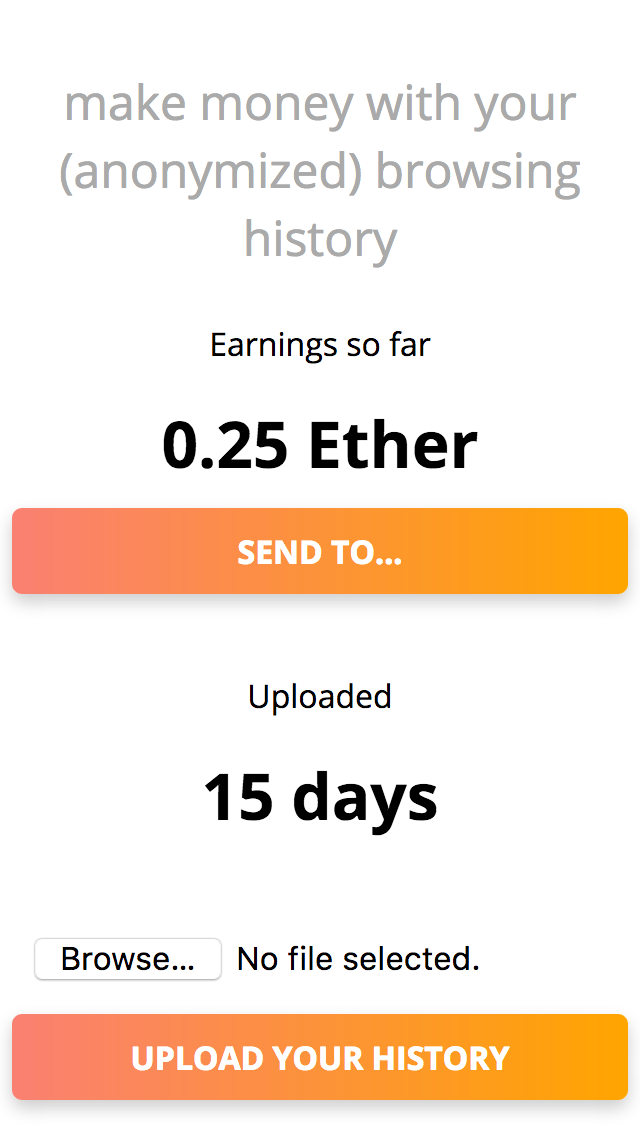 make money with your
(anonymized) browsing
history
Earnings so far
0.25 Ether
SEND TO...
Uploaded
15 days
Browse... No file selected.
UPLOAD YOUR HISTORY